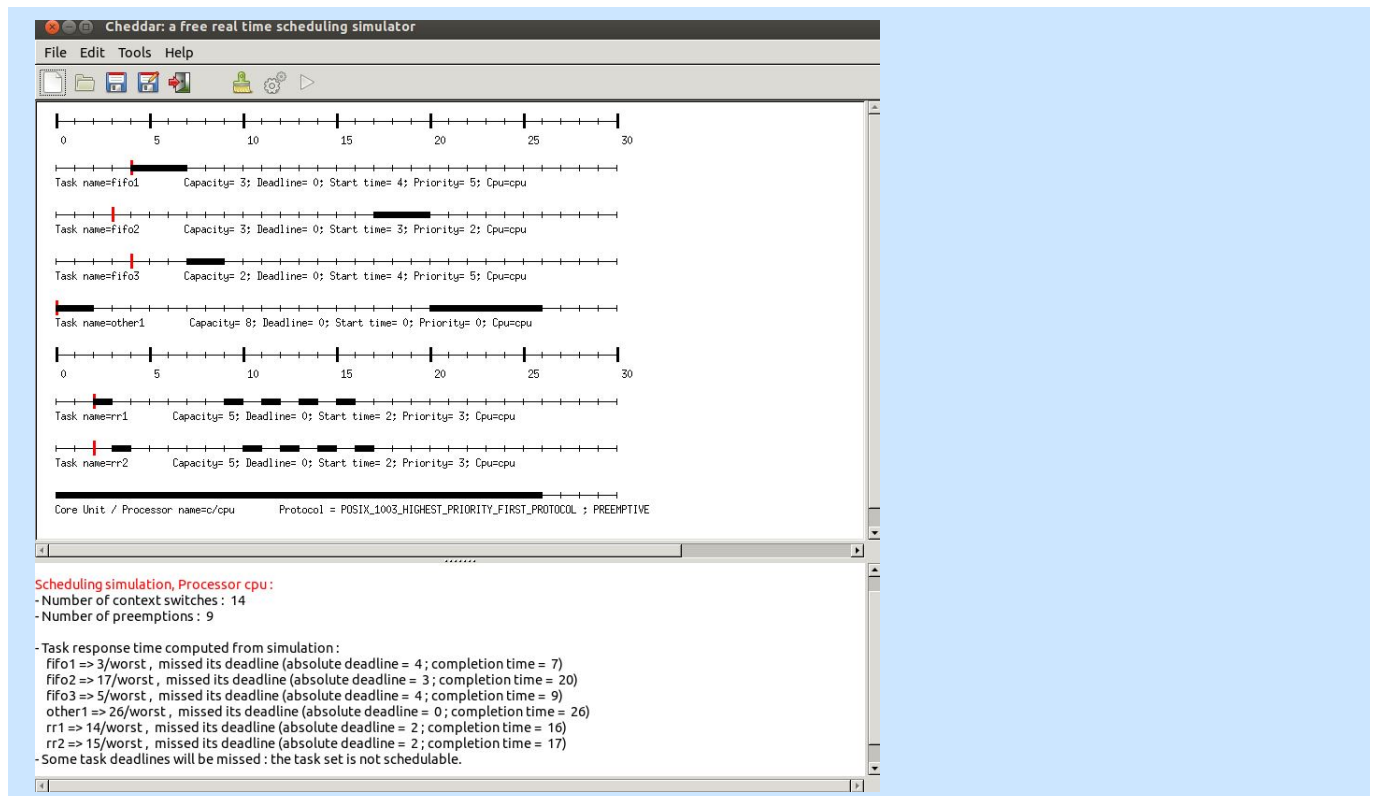 Cheddar: a free real time scheduling simulator
File Edit Tools Help
0 5 10 15 20 25 30
Task name=fifo1 Capacity= 3; Deadline= 0; Start time= 4; Priority= 5; Cpu=cpu
Task name=fifo2 Capacity= 3; Deadline= 0; Start time= 3; Priority= 2; Cpu=cpu
Task name=fifo3 Capacity= 2; Deadline= 0; Start time= 4; Priority= 5; Cpu=cpu
Task name=other1 Capacity= 8; Deadline= 0; Start time= 0; Priority= 0; Cpu=cpu
0 5 10 15 20 25 30
Task name=rr1 Capacity= 5; Deadline= 0; Start time= 2; Priority= 3; Cpu=cpu
Task name=rr2 Capacity= 5; Deadline= 0; Start time= 2; Priority= 3; Cpu=cpu
Core Unit / Processor name=c/cpu Protocol = POSIX_1003_HIGHEST_PRIORITY_FIRST_PROTOCOL ; PREEMPTIVE
Scheduling simulation, Processor cpu :
- Number of context switches : 14
- Number of preemptions : 9
- Task response time computed from simulation :
fifo1 => 3/worst , missed its deadline (absolute deadline = 4 ; completion time = 7)
fifo2 => 17/worst , missed its deadline (absolute deadline = 3 ; completion time = 20)
fifo3 => 5/worst , missed its deadline (absolute deadline = 4 ; completion time = 9)
other1 => 26/worst , missed its deadline (absolute deadline = 0 ; completion time = 26)
rr1 => 14/worst , missed its deadline (absolute deadline = 2 ; completion time = 16)
rr2 => 15/worst , missed its deadline (absolute deadline = 2 ; completion time = 17)
- Some task deadlines will be missed : the task set is not schedulable.